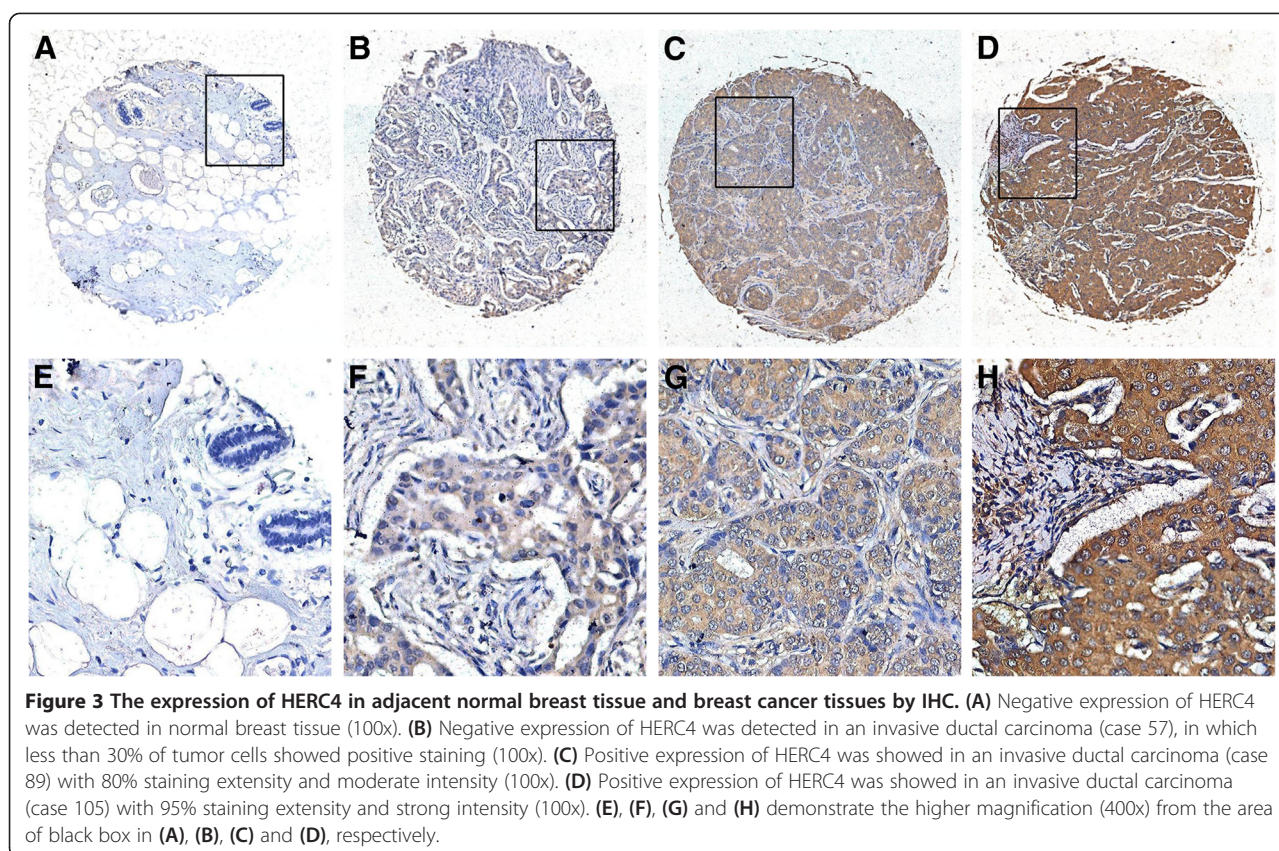 A
B
C
D
E
F
G
H
Figure 3 The expression of HERC4 in adjacent normal breast tissue and breast cancer tissues by IHC. (A) Negative expression of HERC4
was detected in normal breast tissue (100x). (B) Negative expression of HERC4 was detected in an invasive ductal carcinoma (case 57), in which
less than 30% of tumor cells showed positive staining (100x). (C) Positive expression of HERC4 was showed in an invasive ductal carcinoma (case
89) with 80% staining extensity and moderate intensity (100x). (D) Positive expression of HERC4 was showed in an invasive ductal carcinoma
(case 105) with 95% staining extensity and strong intensity (100x). (E), (F), (G) and (H) demonstrate the higher magnification (400x) from the area
of black box in (A), (B), (C) and (D), respectively.